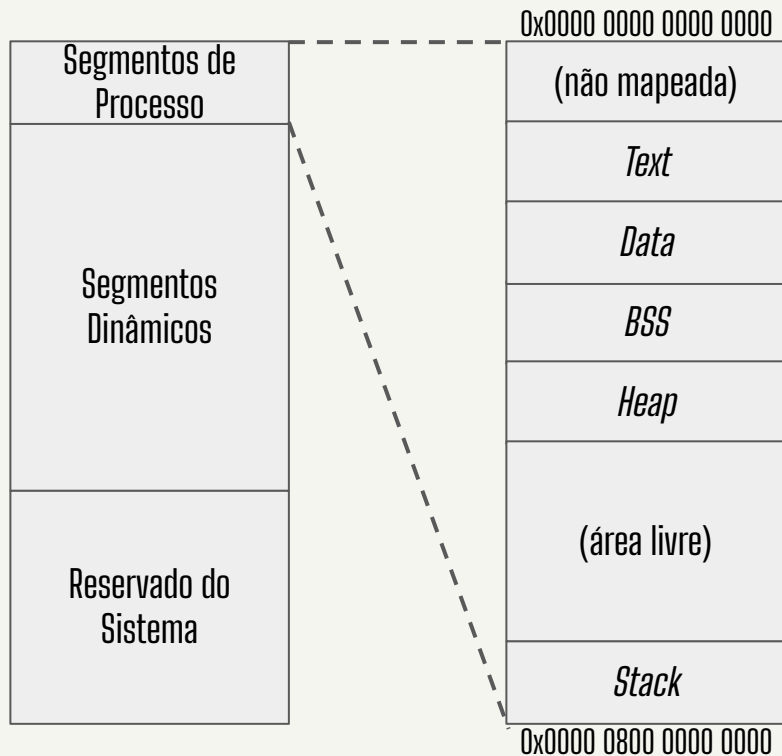 Segmentos de
Processo
Segmentos
Dinâmicos
Reservado do
Sistema
0x0000 0000 0000 0000
(não mapeada)
Text
Data
BSS
Heap
(área livre)
Stack
0x0000 0800 0000 0000